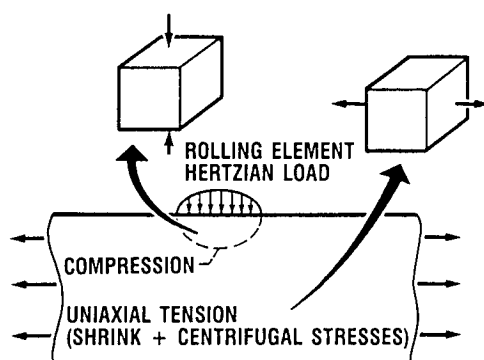 ROLLING ELEMENT
HERTZIAN LOAD
COMPRESSION
UNIAXIAL TENSION
(SHRINK + CENTRIFUGAL STRESSES)